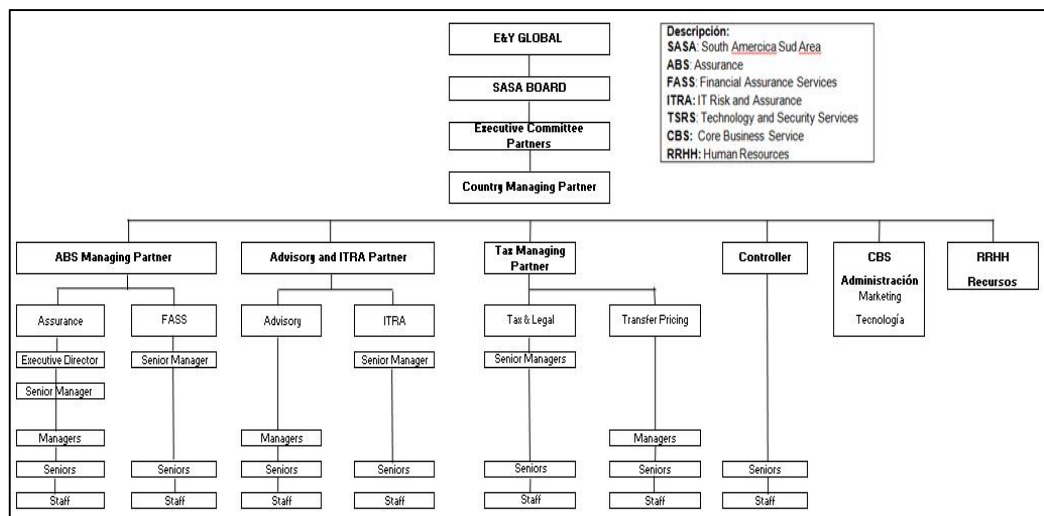 E&Y GLOBAL
SASA BOARD
Executive Committee
Partners
Country Managing Partner
Descripción:
SASA: South Amercica Sud Area
ABS: Assurance
FASS: Financial Assurance Services
ITRA: IT Risk and Assurance
TSRS: Technology and Security Services
CBS: Core Business Service
RRHH: Human Resources
ABS Managing Partner
Advisory and ITRA Partner
Tax Managing
Partner
Controller
CBS
Administración
Marketing
Tecnología
RRHH
Recursos
Assurance
FASS
Advisory
ITRA
Tax & Legal
Transfer Pricing
Executive Director
Senior Manager
Senior Manager
Senior Managers
Senior Manager
Managers
Managers
Managers
Seniors
Seniors
Seniors
Seniors
Seniors
Seniors
Seniors
Staff
Staff
Staff
Staff
Staff
Staff
Staff